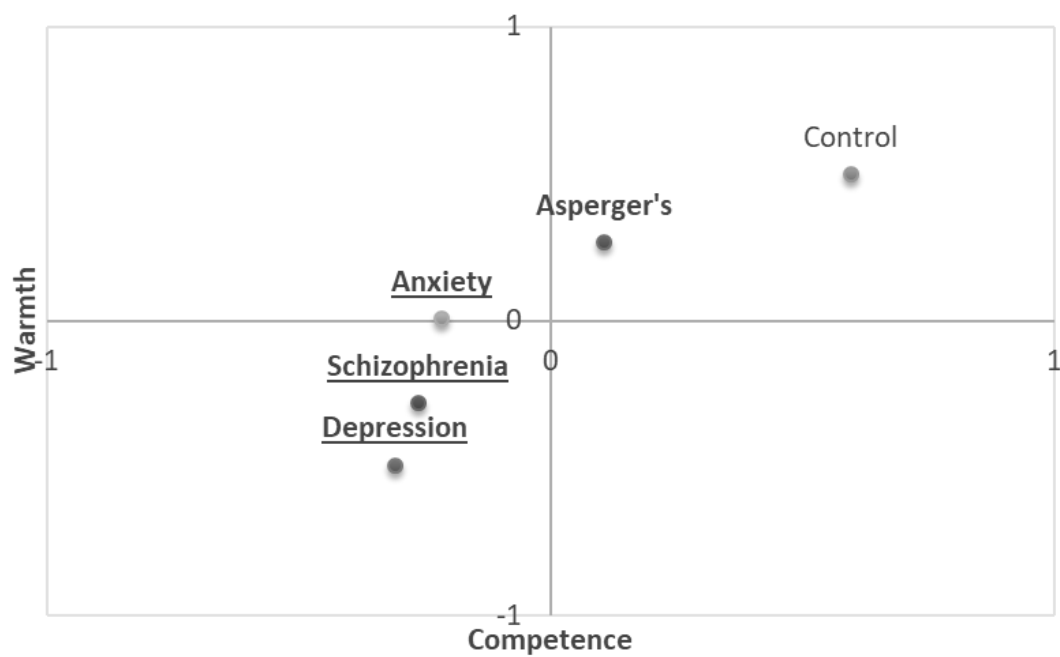 1
Control
Asperger's
Anxiety
0
Warmth
-1
0
1
Schizophrenia
Depression
-1
Competence